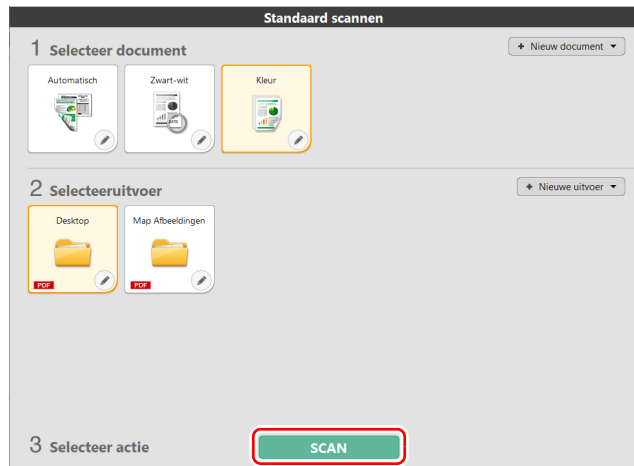 Standaard scannen
1 Selecteer document
+ Nieuw document
Automatisch
Zwart-wit
Kleur
2 Selecteeruitvoer
+ Nieuwe uitvoer
Desktop
Map Afbeeldingen
PDF
PDF
3 Selecteer actie
SCAN